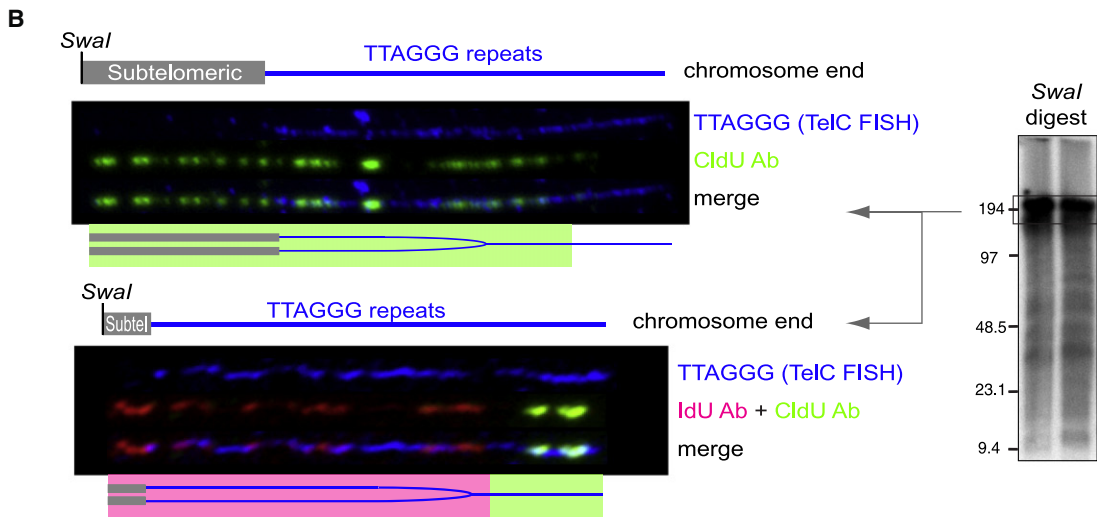 B
SwaI
TTAGGG repeats
Subtelomeric
chromosome end
TTAGGG (TelC FISH)
CldU Ab
merge
SwaI
TTAGGG repeats
Subtel
chromosome end
TTAGGG (TelC FISH)
IdU Ab + CldU Ab
merge
SwaI
digest
194
97
48.5
23.1
9.4